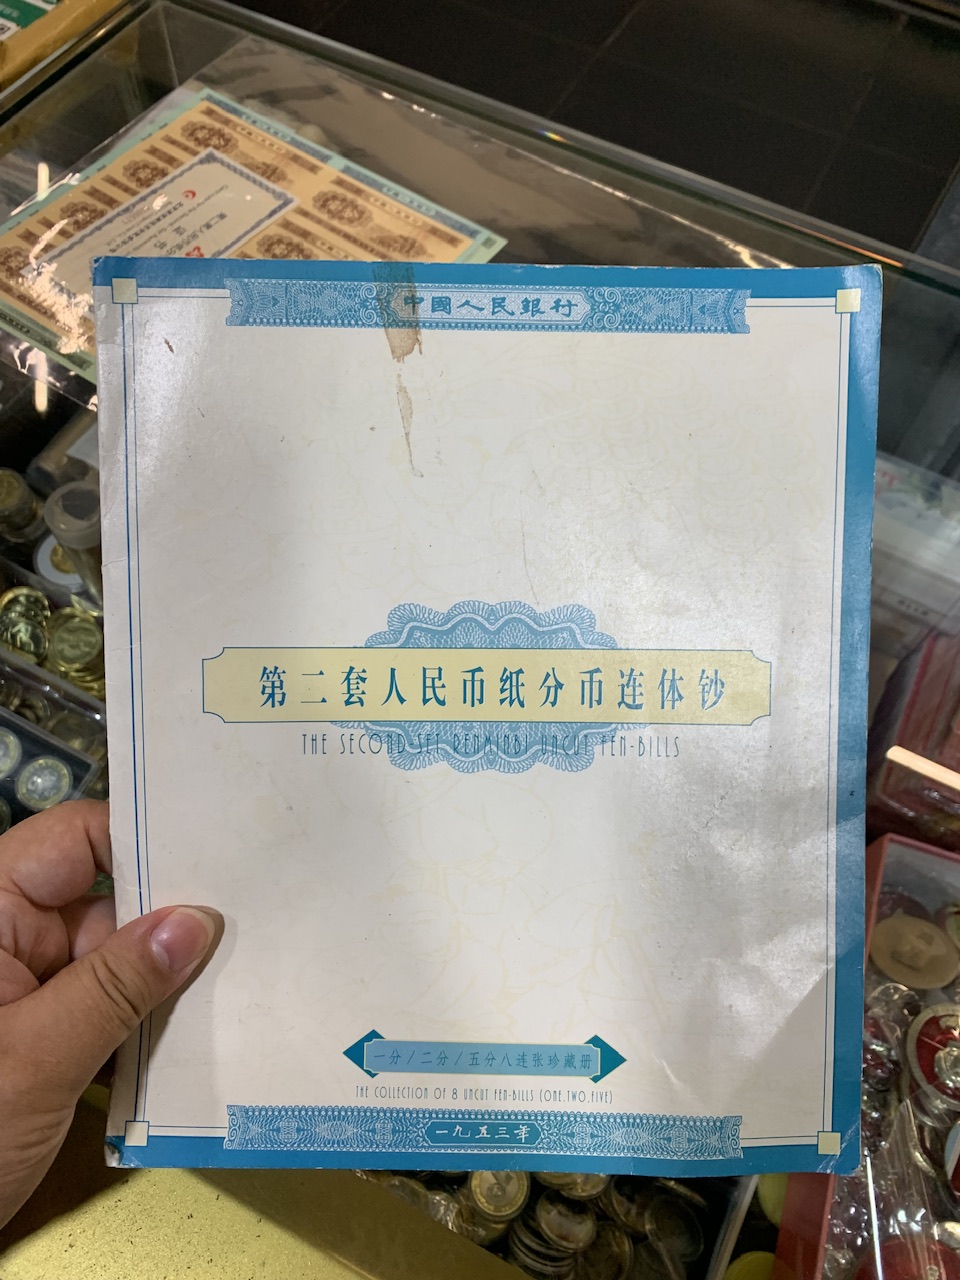 中國人民銀行
第二套人民币纸分币连体钞
THE SECOND SET RENMINBI UNCUT FEN-BILLS
一分/二分/五分八连张珍藏册
THE COLLECTION OF 8 UNCUT FEN-BILLS (ONE,TWO,FIVE)
一九五三年